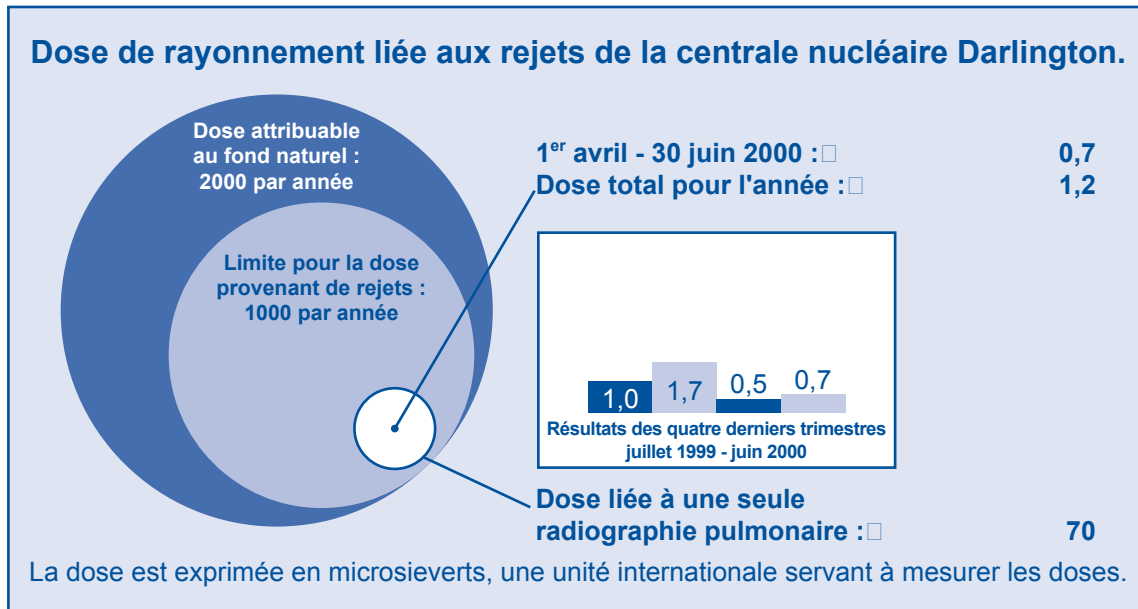 Dose de rayonnement liée aux rejets de la centrale nucléaire Darlington.
Dose attribuable
au fond naturel :
2000 par année
Limite pour la dose
provenant de rejets :
1000 par année
1er avril - 30 juin 2000 :□ 0,7
Dose total pour l'année :□ 1,2
1,0 1,7 0,5 0,7
Résultats des quatre derniers trimestres
juillet 1999 - juin 2000
Dose liée à une seule
radiographie pulmonaire :□ 70
La dose est exprimée en microsieverts, une unité internationale servant à mesurer les doses.